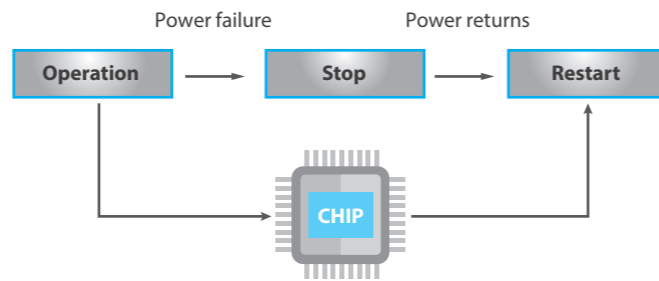 Power failure
Power returns
Operation
Stop
Restart
CHIP